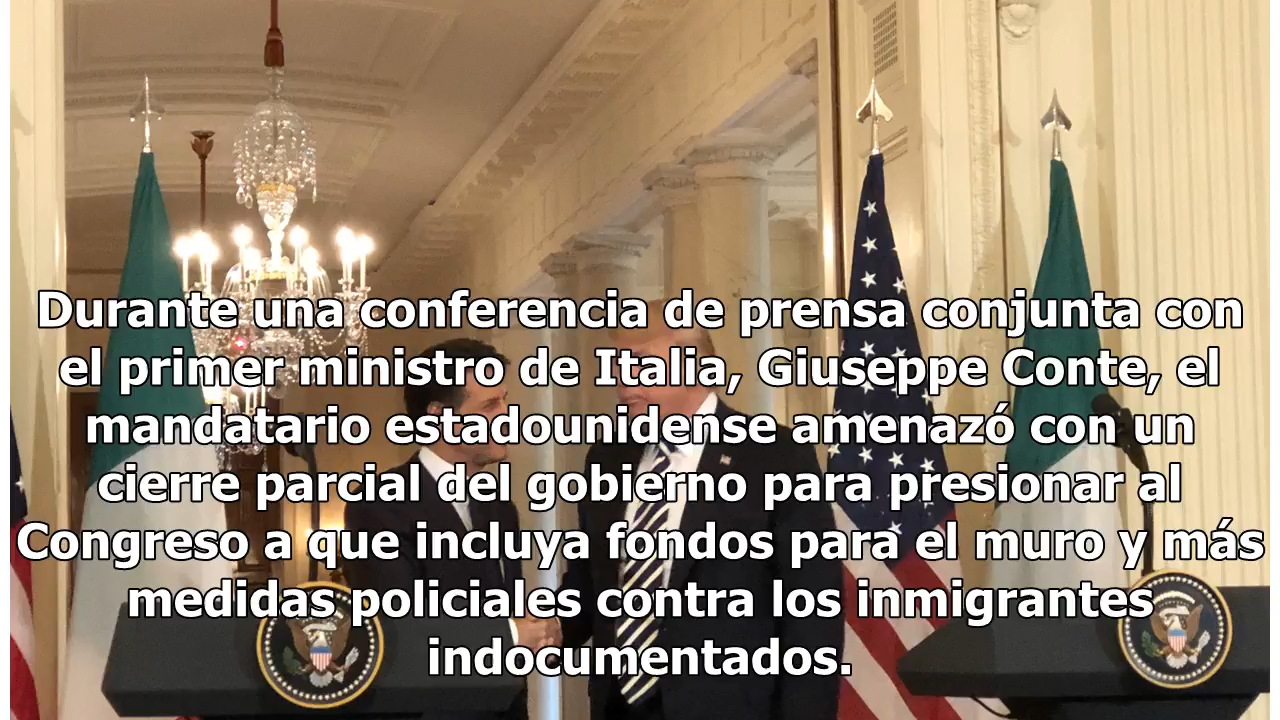 Durante una conferencia de prensa conjunta con
el primer ministro de Italia, Giuseppe Conte, el
mandatario estadounidense amenazó con un
cierre parcial del gobierno para presionar al
Congreso a que incluya fondos para el muro y más
medidas policiales contra los inmigrantes
indocumentados.